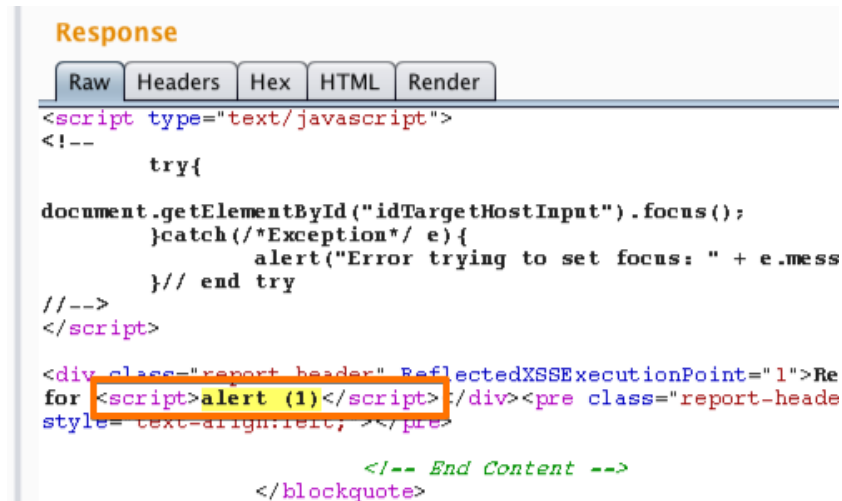 Response
Raw Headers Hex HTML Render
<script type="text/javascript">
<!--
try{
document.getElementById("idTargetHostInput").focus();
}catch(/*Exception*/ e){
alert("Error trying to set focus: " + e.mess
}// end try
//-->
</script>
<div class="report_header" ReflectedXSSExecutionPoint="1">Re
for <script>alert (1)</script></div><pre class="report-heade
style="text-align:left;"></pre>
<!-- End Content -->
</blockquote>